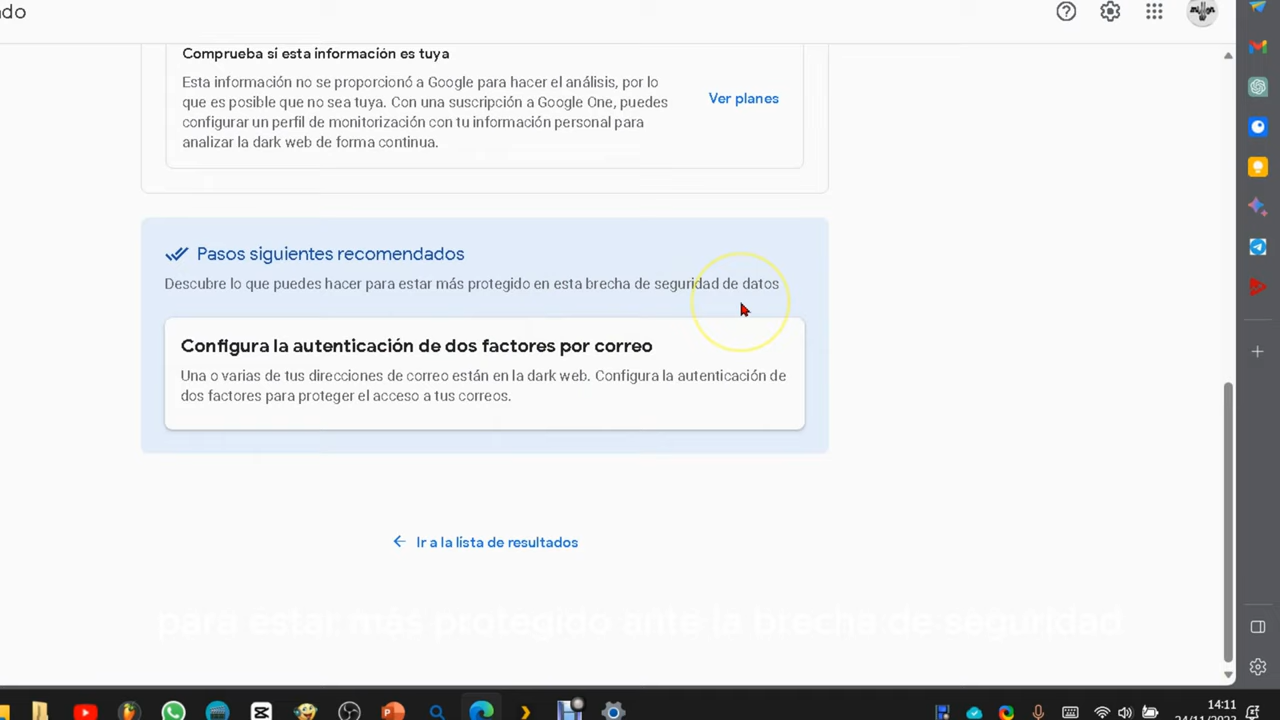 do
Comprueba si esta información es tuya
Esta información no se proporcionó a Google para hacer el análisis, por lo
que es posible que no sea tuya. Con una suscripción a Google One, puedes
configurar un perfil de monitorización con tu información personal para
analizar la dark web de forma continua.
Ver planes
Pasos siguientes recomendados
Descubre lo que puedes hacer para estar más protegido en esta brecha de seguridad de datos
Configura la autenticación de dos factores por correo
Una o varias de tus direcciones de correo están en la dark web. Configura la autenticación de
dos factores para proteger el acceso a tus correos.
Ir a la lista de resultados
para estar más protegido ante la brecha de seguridad
14:11